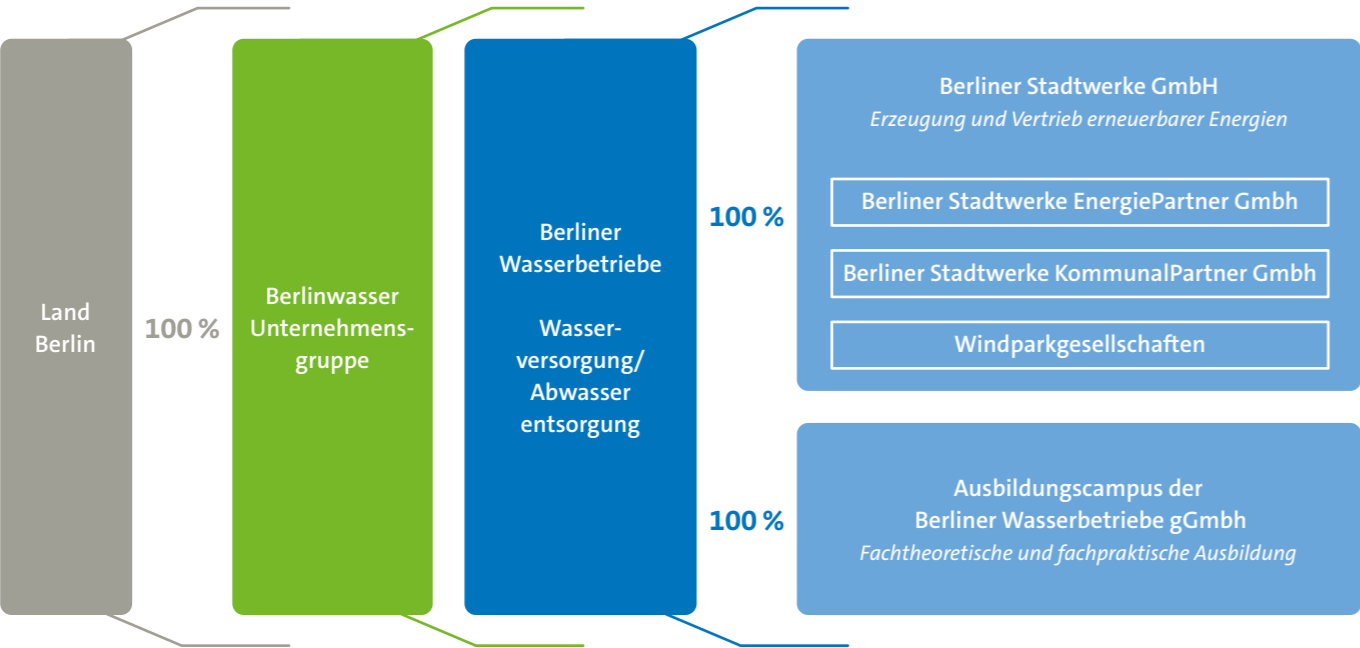 Land
Berlin
100 %
Berlinwasser
Unternehmens-
gruppe
Berliner
Wasserbetriebe
Wasser-
versorgung/
Abwasser
entsorgung
100 %
Berliner Stadtwerke GmbH
Erzeugung und Vertrieb erneuerbarer Energien
Berliner Stadtwerke EnergiePartner Gmbh
Berliner Stadtwerke KommunalPartner Gmbh
Windparkgesellschaften
100 %
Ausbildungscampus der
Berliner Wasserbetriebe gGmbh
Fachtheoretische und fachpraktische Ausbildung